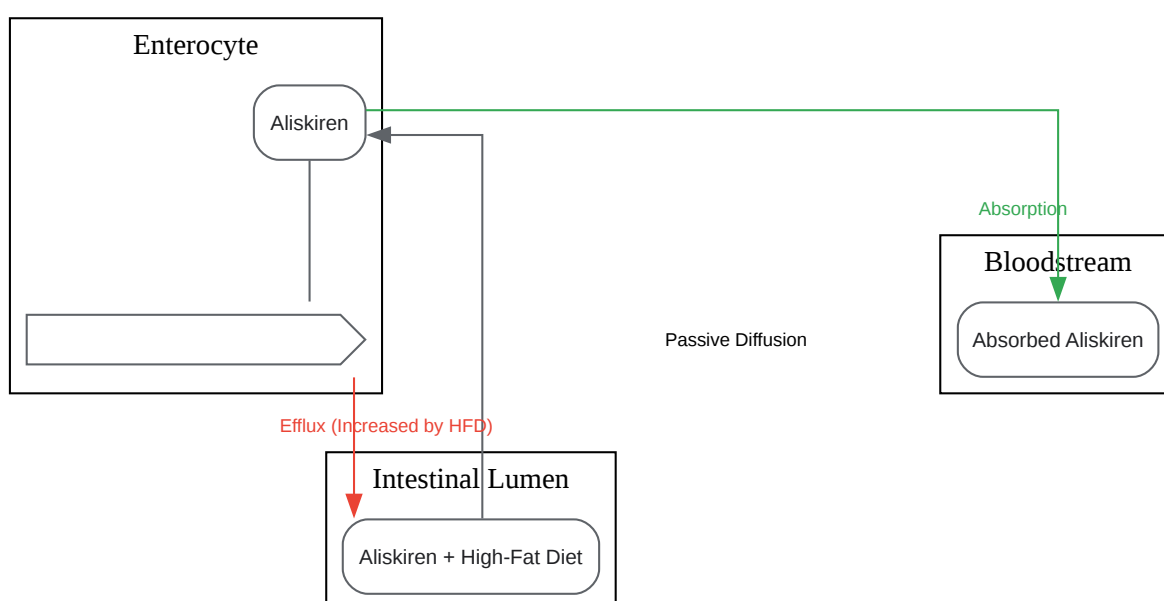 Enterocyte
Aliskiren
Absorption
Bloodstream
Passive Diffusion
Absorbed Aliskiren
Efflux (Increased by HFD)
Intestinal Lumen
Aliskiren + High-Fat Diet